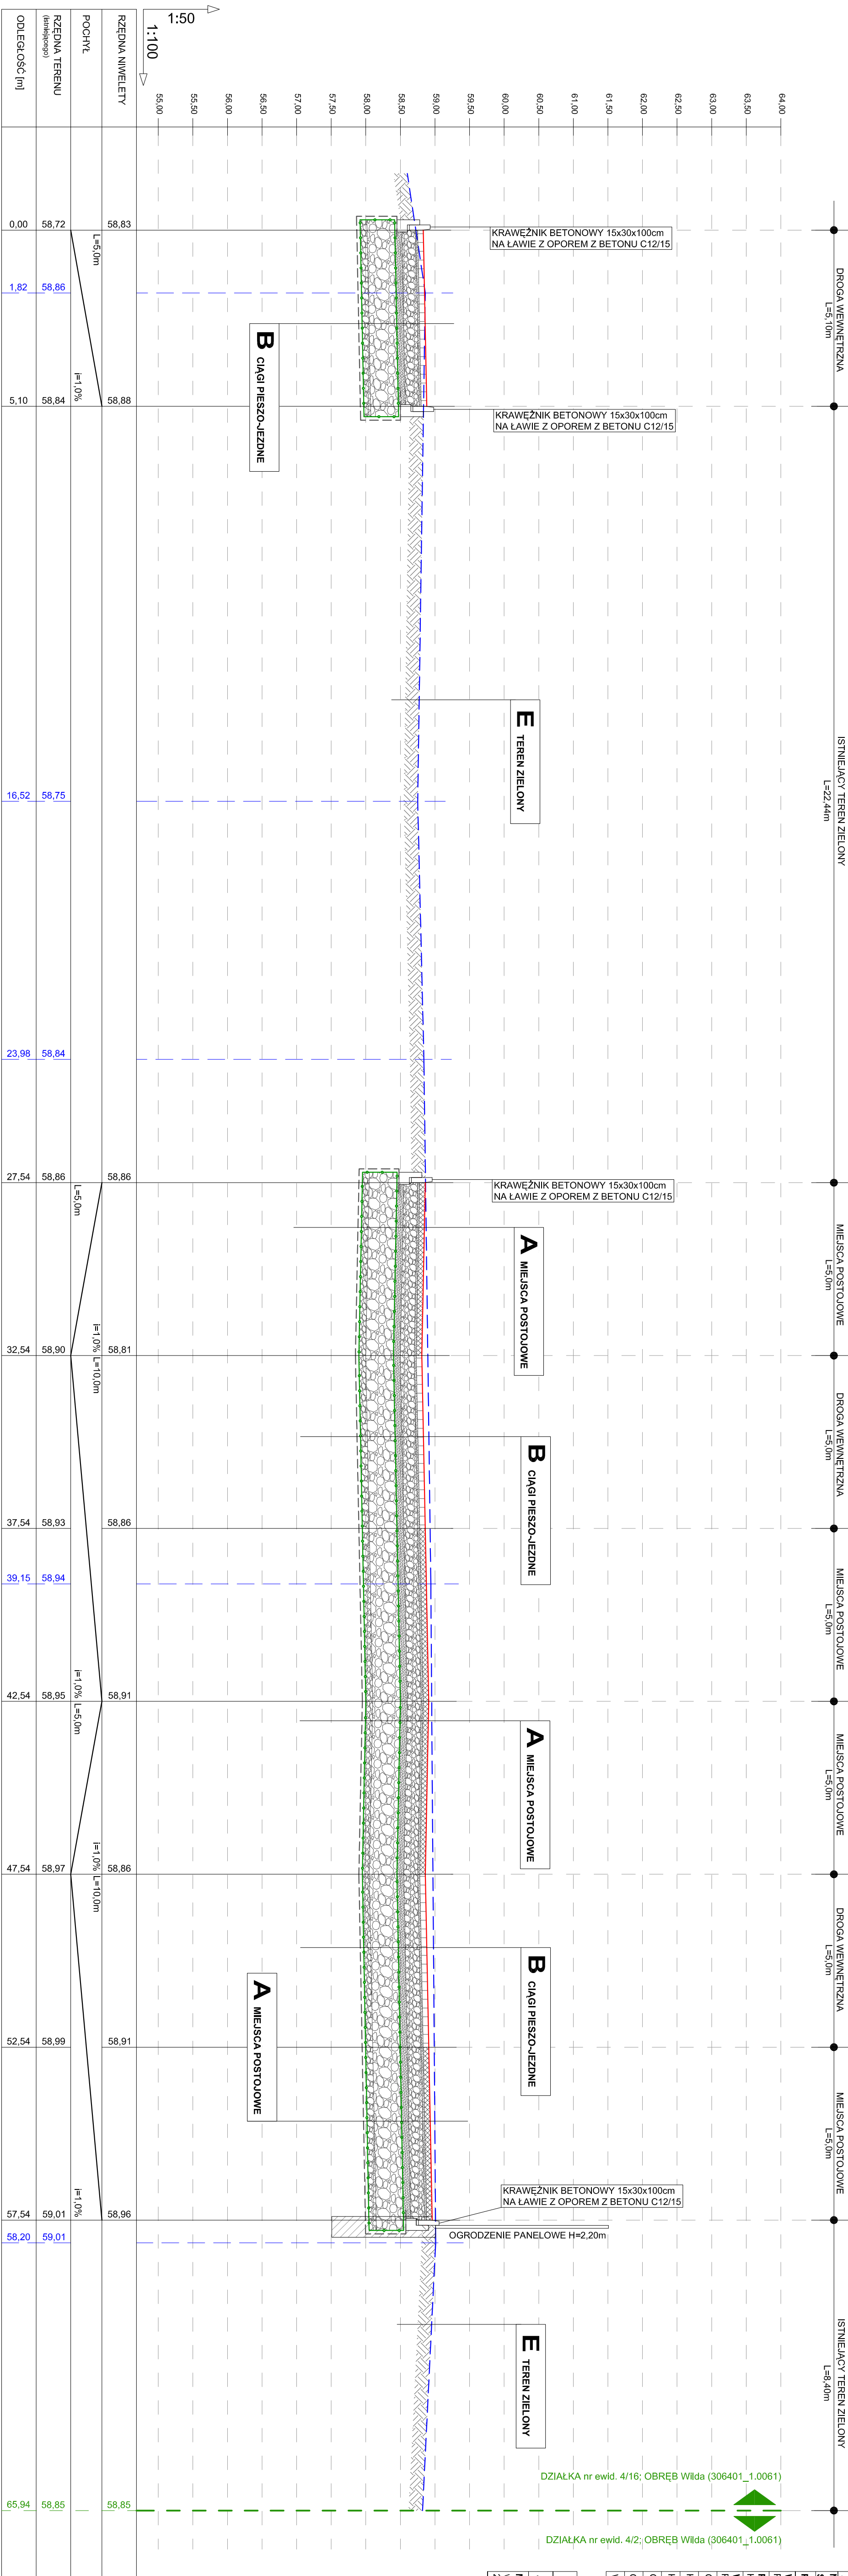 1:50
1:100
64,00
63,50
63,00
62,50
62,00
61,50
61,00
60,50
60,00
59,50
59,00
58,50
58,00
57,50
57,00
56,50
56,00
55,50
55,00
DROGA WEWNĘTRZNA
L=5,10m
ISTNIEJĄCY TEREN ZIELONY
L=22,44m
MIEJSCA POSTOJOWE
L=5,0m
DROGA WEWNĘTRZNA
L=5,0m
MIEJSCA POSTOJOWE
L=5,0m
MIEJSCA POSTOJOWE
L=5,0m
DROGA WEWNĘTRZNA
L=5,0m
MIEJSCA POSTOJOWE
L=5,0m
ISTNIEJĄCY TEREN ZIELONY
L=8,40m
KRAWĘŻNIK BETONOWY 15x30x100cm
NA ŁAWIE Z OPOREM Z BETONU C12/15
KRAWĘŻNIK BETONOWY 15x30x100cm
NA ŁAWIE Z OPOREM Z BETONU C12/15
B CIĄGI PIESZO-JEZDNE
E TEREN ZIELONY
KRAWĘŻNIK BETONOWY 15x30x100cm
NA ŁAWIE Z OPOREM Z BETONU C12/15
A MIEJSCA POSTOJOWE
B CIĄGI PIESZO-JEZDNE
A MIEJSCA POSTOJOWE
B CIĄGI PIESZO-JEZDNE
A MIEJSCA POSTOJOWE
KRAWĘŻNIK BETONOWY 15x30x100cm
NA ŁAWIE Z OPOREM Z BETONU C12/15
OGRODZENIE PANELOWE H=2,20m
E TEREN ZIELONY
DZIAŁKA nr ewid. 4/16; OBRĘB Wilda (306401_1.0061)
DZIAŁKA nr ewid. 4/2; OBRĘB Wilda (306401_1.0061)
RZĘDNA NIWELETY
58,83
58,88
58,86
58,81
58,86
58,91
58,86
58,91
58,96
58,85
POCHYŁ
L=5,0m
i=1,0%
L=5,0m
i=1,0%
L=10,0m
i=1,0%
L=5,0m
i=1,0%
L=10,0m
i=1,0%
RZĘDNA TERENU
(istniejącego)
58,72
58,86
58,84
58,75
58,84
58,86
58,90
58,93
58,94
58,95
58,97
58,99
59,01
59,01
58,85
ODLEGŁOŚĆ [m]
0,00
1,82
5,10
16,52
23,98
27,54
32,54
37,54
39,15
42,54
47,54
52,54
57,54
58,20
65,94